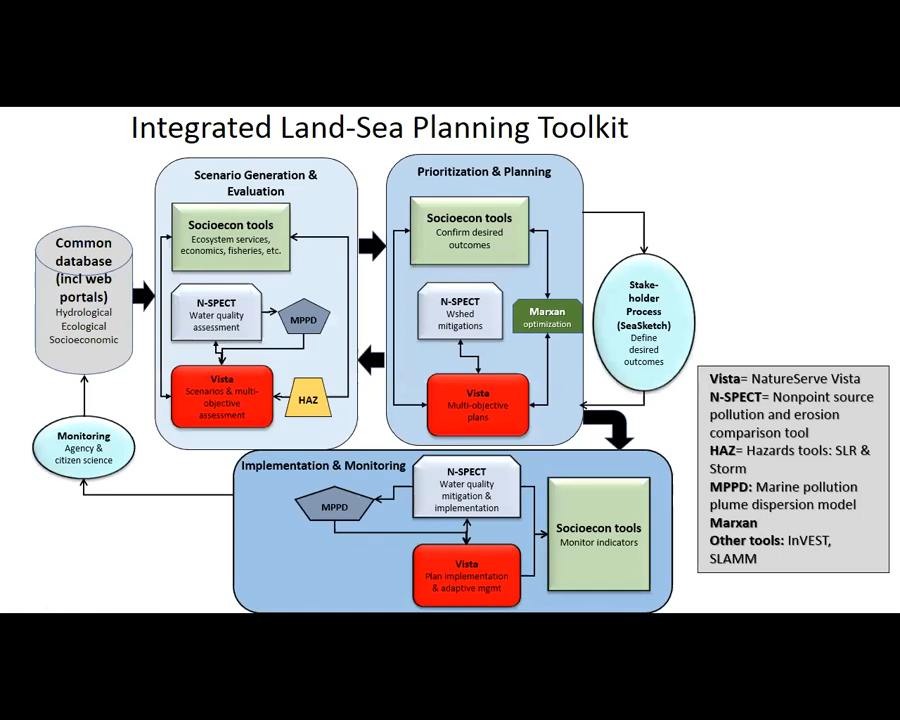 Integrated Land-Sea Planning Toolkit
Common
database
(incl web
portals)
Hydrological
Ecological
Socioeconomic
Monitoring
Agency &
citizen science
Scenario Generation &
Evaluation
Socioecon tools
Ecosystem services,
economics, fisheries, etc.
N-SPECT
Water quality
assessment
MPPD
Vista
Scenarios & multi-
objective
assessment
HAZ
Prioritization & Planning
Socioecon tools
Confirm desired
outcomes
N-SPECT
Wshed
mitigations
Marxan
optimization
Vista
Multi-objective
plans
Stake-
holder
Process
(SeaSketch)
Define
desired
outcomes
Implementation & Monitoring
N-SPECT
Water quality
mitigation &
implementation
MPPD
Vista
Plan implementation
& adaptive mgmt
Socioecon tools
Monitor indicators
Vista= NatureServe Vista
N-SPECT= Nonpoint source
pollution and erosion
comparison tool
HAZ= Hazards tools: SLR &
Storm
MPPD: Marine pollution
plume dispersion model
Marxan
Other tools: InVEST,
SLAMM